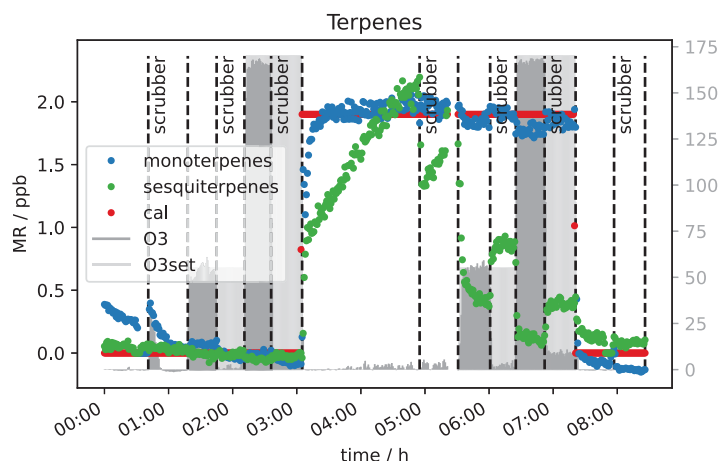 Terpenes
MR / ppb
2.0
1.5
1.0
0.5
0.0
175
150
125
100
75
50
25
0
scrubber
scrubber
scrubber
scrubber
scrubber
scrubber
scrubber
monoterpenes
sesquiterpenes
cal
O3
O3set
00:00
01:00
02:00
03:00
04:00
05:00
06:00
07:00
08:00
time / h